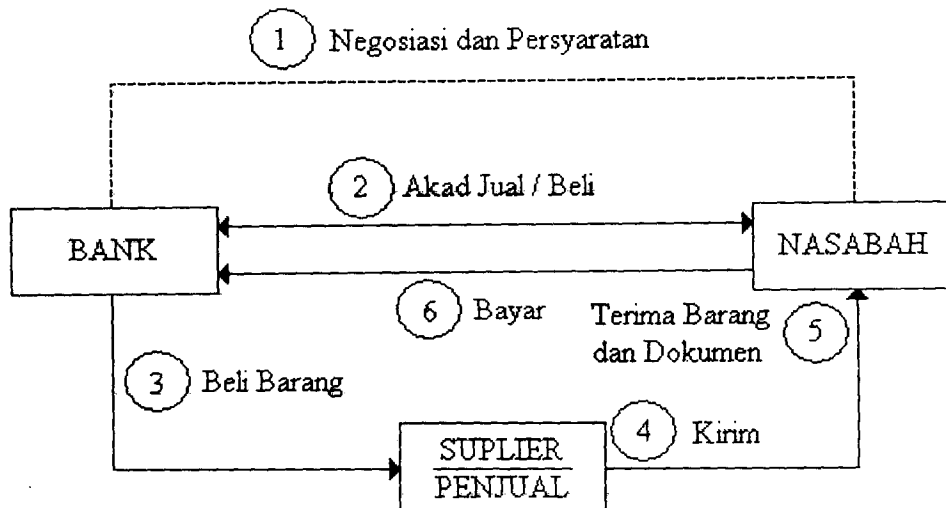 1 Negosiasi dan Persyaratan
2 Akad Jual / Beli
BANK
NASABAH
6 Bayar
Terima Barang
dan Dokumen
5
3 Beli Barang
SUPLIER
PENJUAL
4 Kirim